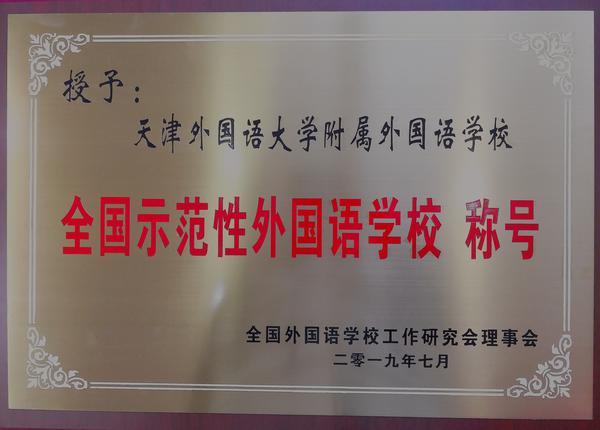 授予：
天津外国语大学附属外国语学校
全国示范性外国语学校 称号
全国外国语学校工作研究会理事会
二零一九年七月